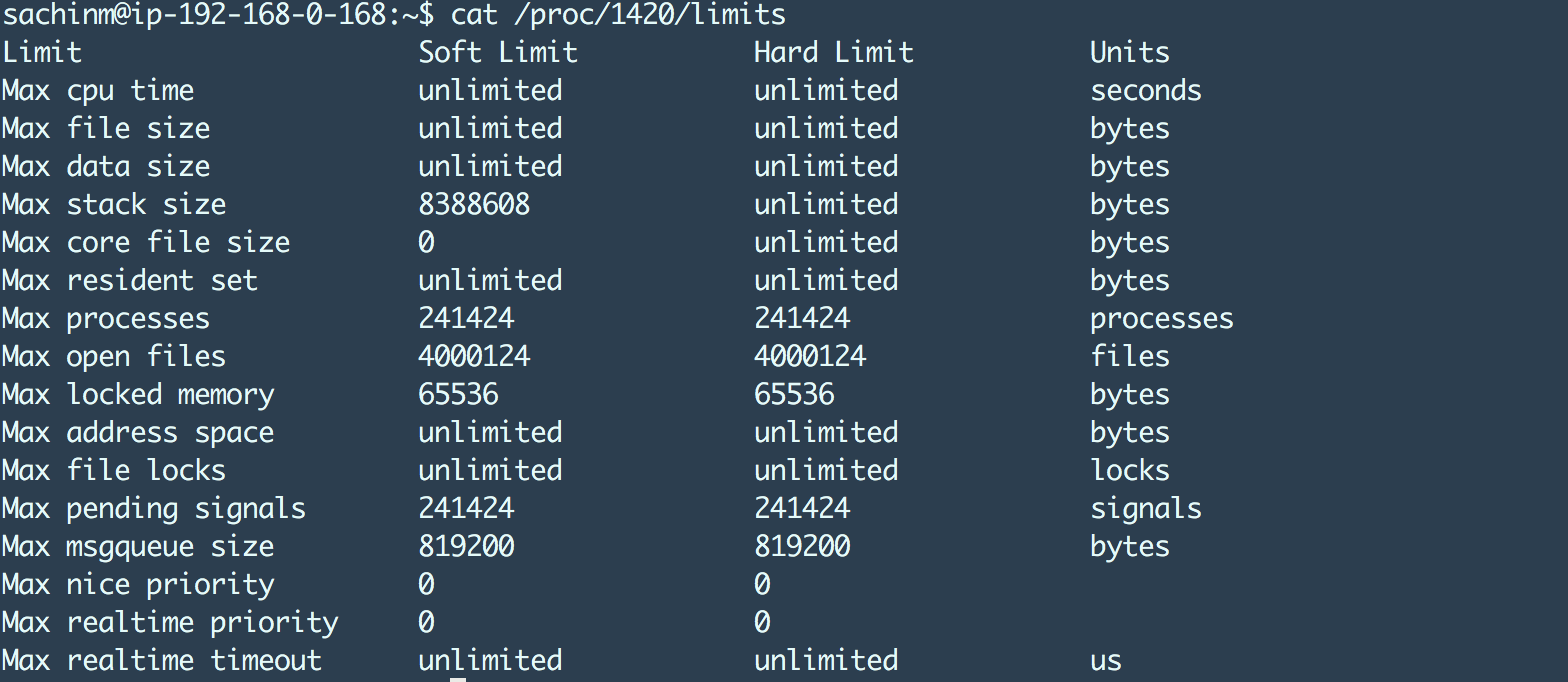 sachinm@ip-192-168-0-168:~$ cat /proc/1420/limits
Limit                     Soft Limit           Hard Limit           Units
Max cpu time              unlimited            unlimited            seconds
Max file size             unlimited            unlimited            bytes
Max data size             unlimited            unlimited            bytes
Max stack size            8388608              unlimited            bytes
Max core file size        0                    unlimited            bytes
Max resident set          unlimited            unlimited            bytes
Max processes             241424               241424               processes
Max open files            4000124              4000124              files
Max locked memory         65536                65536                bytes
Max address space         unlimited            unlimited            bytes
Max file locks            unlimited            unlimited            locks
Max pending signals       241424               241424               signals
Max msgqueue size         819200               819200               bytes
Max nice priority         0                    0
Max realtime priority     0                    0
Max realtime timeout      unlimited            unlimited            us